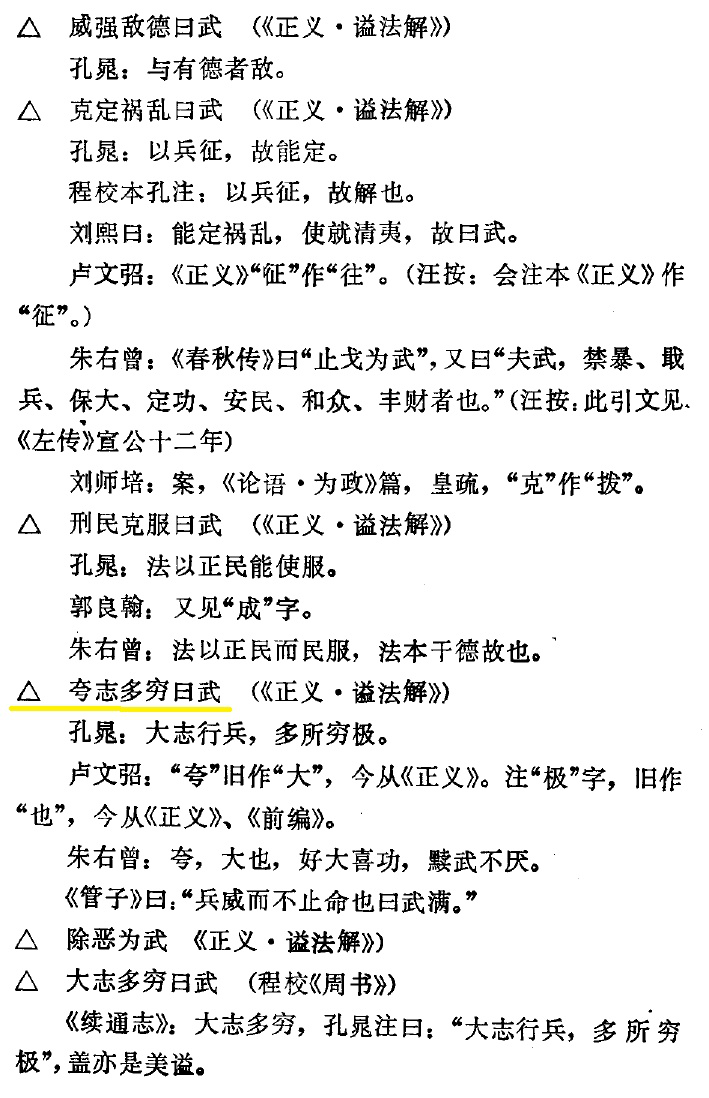 △ 威强敌德曰武 (《正义·谥法解》)
孔晁：与有德者敌。
△ 克定祸乱曰武 (《正义·谥法解》)
孔晁：以兵征，故能定。
程校本孔注：以兵征，故解也。
刘熙曰：能定祸乱，使就清夷，故曰武。
卢文弨：《正义》“征”作“往”。(汪按：会注本《正义》作
“征”。)
朱右曾：《春秋传》曰“止戈为武”，又曰“夫武，禁暴、戢
兵、保大、定功、安民、和众、丰财者也。”(汪按：此引文见
《左传》宣公十二年)
刘师培：案，《论语·为政》篇，皇疏，“克”作“拨”。
△ 刑民克服曰武 (《正义·谥法解》)
孔晁：法以正民能使服。
郭良翰：又见“成”字。
朱右曾：法以正民而民服，法本于德故也。
△ 夸志多穷曰武 (《正义·谥法解》)
孔晁：大志行兵，多所穷极。
卢文弨：“夸”旧作“大”，今从《正义》。注“极”字，旧作
“也”，今从《正义》、《前编》。
朱右曾：夸，大也，好大喜功，黩武不厌。
《管子》曰：“兵威而不止命也曰武满。”
△ 除恶为武 《正义·谥法解》)
△ 大志多穷曰武 (程校《周书》)
《续通志》：大志多穷，孔晁注曰：“大志行兵，多所穷
极”，盖亦是美谥。